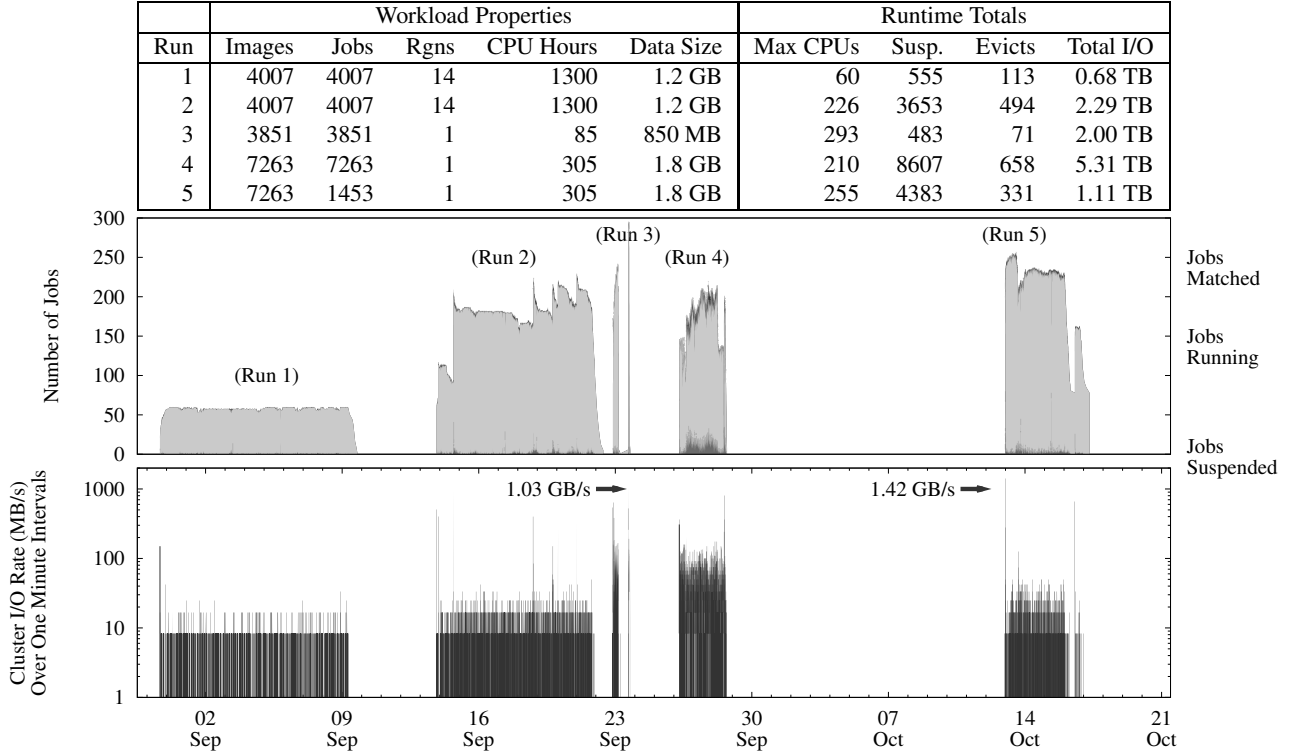 Workload Properties Runtime Totals
Run Images Jobs Rgns CPU Hours Data Size Max CPUs Susp. Evicts Total I/O
1 4007 4007 14 1300 1.2 GB 60 555 113 0.68 TB
2 4007 4007 14 1300 1.2 GB 226 3653 494 2.29 TB
3 3851 3851 1 85 850 MB 293 483 71 2.00 TB
4 7263 7263 1 305 1.8 GB 210 8607 658 5.31 TB
5 7263 1453 1 305 1.8 GB 255 4383 331 1.11 TB
Number of Jobs
300
250
200
150
100
50
0
(Run 1)
(Run 2)
(Run 3)
(Run 4)
(Run 5)
Jobs
Matched
Jobs
Running
Jobs
Suspended
Cluster I/O Rate (MB/s)
Over One Minute Intervals
1000
100
10
1
1.03 GB/s
1.42 GB/s
02 09 16 23 30 07 14 21
Sep Sep Sep Sep Sep Oct Oct Oct